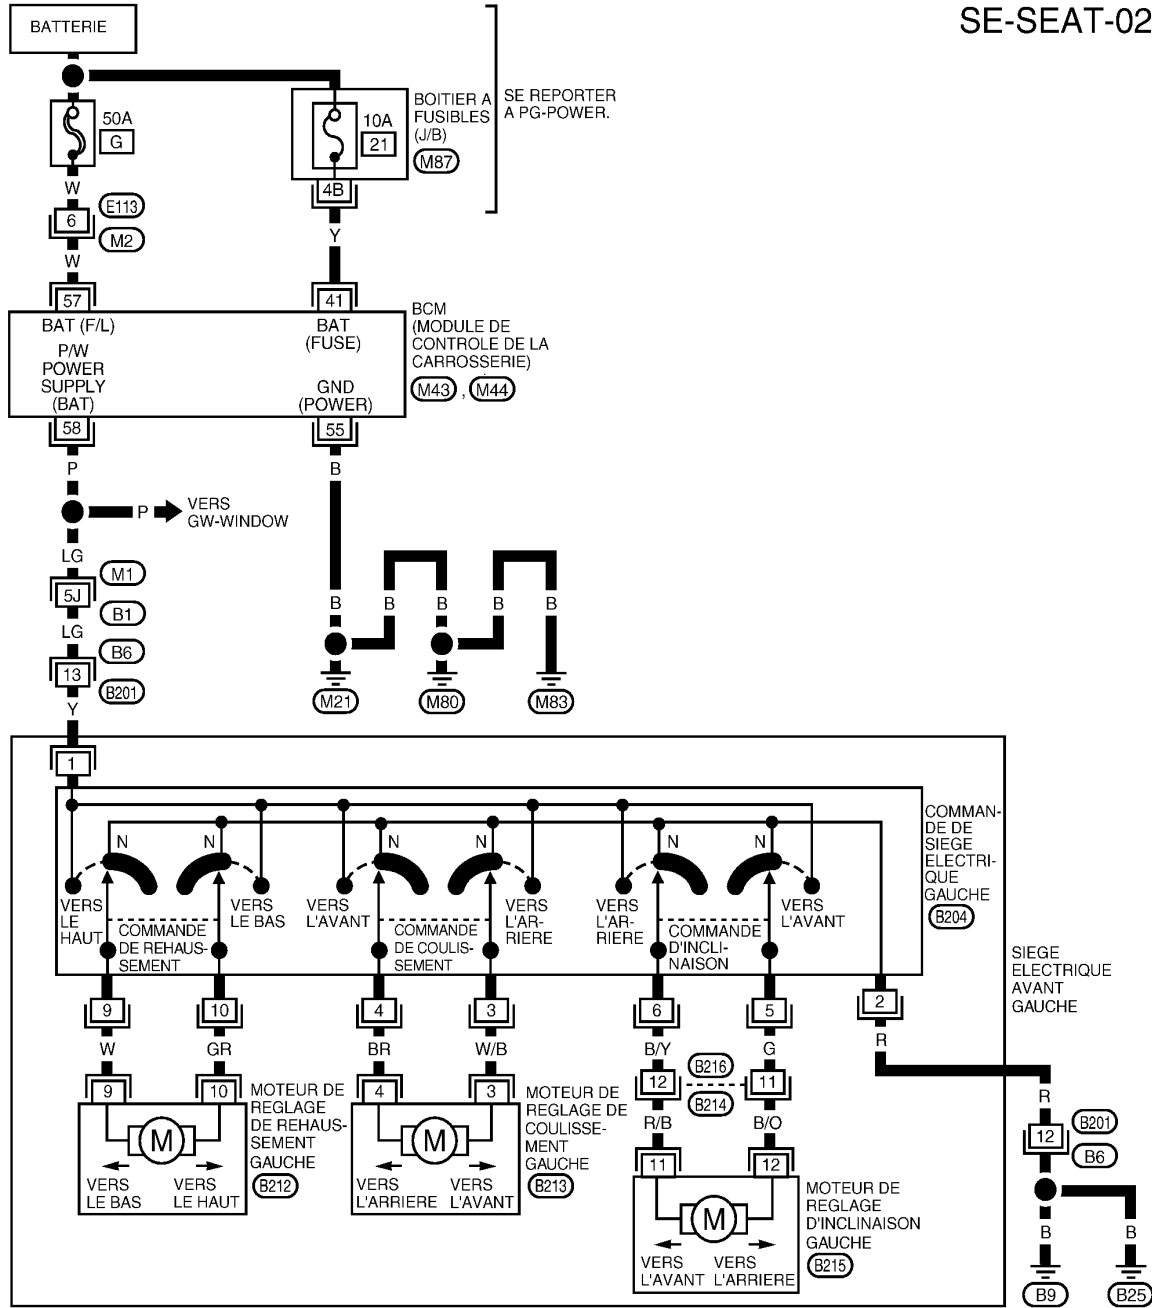 SE-SEAT-02
BATTERIE
50A
G
10A
21
BOITIER A
FUSIBLES
(J/B)
M87
SE REPORTER
A PG-POWER.
4B
W
6
E113
M2
Y
W
57
41
BAT (F/L)
BAT
(FUSE)
P/W
POWER
SUPPLY
(BAT)
GND
(POWER)
BCM
(MODULE DE
CONTROLE DE LA
CARROSSERIE)
M43 , M44
58
55
P
B
P
VERS
GW-WINDOW
LG
M1
5J
B1
LG
B6
13
B201
Y
B
B
B
B
B
M21
M80
M83
1
N
N
N
N
N
N
VERS
LE
HAUT
VERS
LE BAS
VERS
L'AVANT
VERS
L'AR-
RIERE
VERS
L'AR-
RIERE
VERS
L'AVANT
COMMANDE
DE REHAUS-
SEMENT
COMMANDE
DE COULIS-
SEMENT
COMMANDE
D'INCLI-
NAISON
COMMAN-
DE DE
SIEGE
ELECTRI-
QUE
GAUCHE
B204
SIEGE
ELECTRIQUE
AVANT
GAUCHE
9
10
4
3
6
5
2
W
GR
BR
W/B
B/Y
G
R
9
10
4
3
12
11
B216
B214
R/B
B/O
11
12
M
VERS
LE BAS
VERS
LE HAUT
MOTEUR DE
REGLAGE
DE REHAUS-
SEMENT
GAUCHE
B212
M
VERS
L'ARRIERE
VERS
L'AVANT
MOTEUR DE
REGLAGE DE
COULISSE-
MENT
GAUCHE
B213
M
VERS
L'AVANT
VERS
L'ARRIERE
MOTEUR DE
REGLAGE
D'INCLINAISON
GAUCHE
B215
R
12
B201
B6
B
B
B9
B25